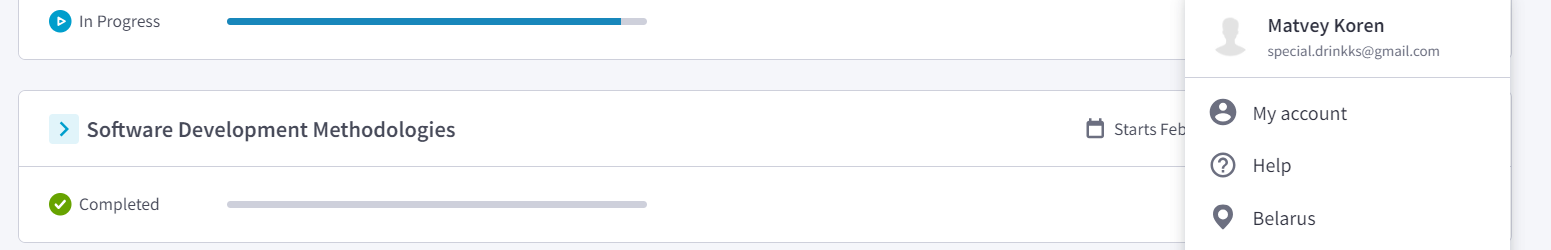 In Progress
Software Development Methodologies
Starts Feb
Completed
Matvey Koren
special.drinkks@gmail.com
My account
Help
Belarus